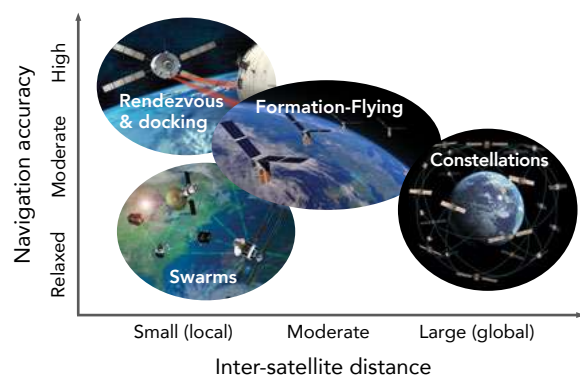 Navigation accuracy
High
Moderate
Relaxed
Rendezvous
& docking
Formation-Flying
Constellations
Swarms
Small (local)
Moderate
Large (global)
Inter-satellite distance